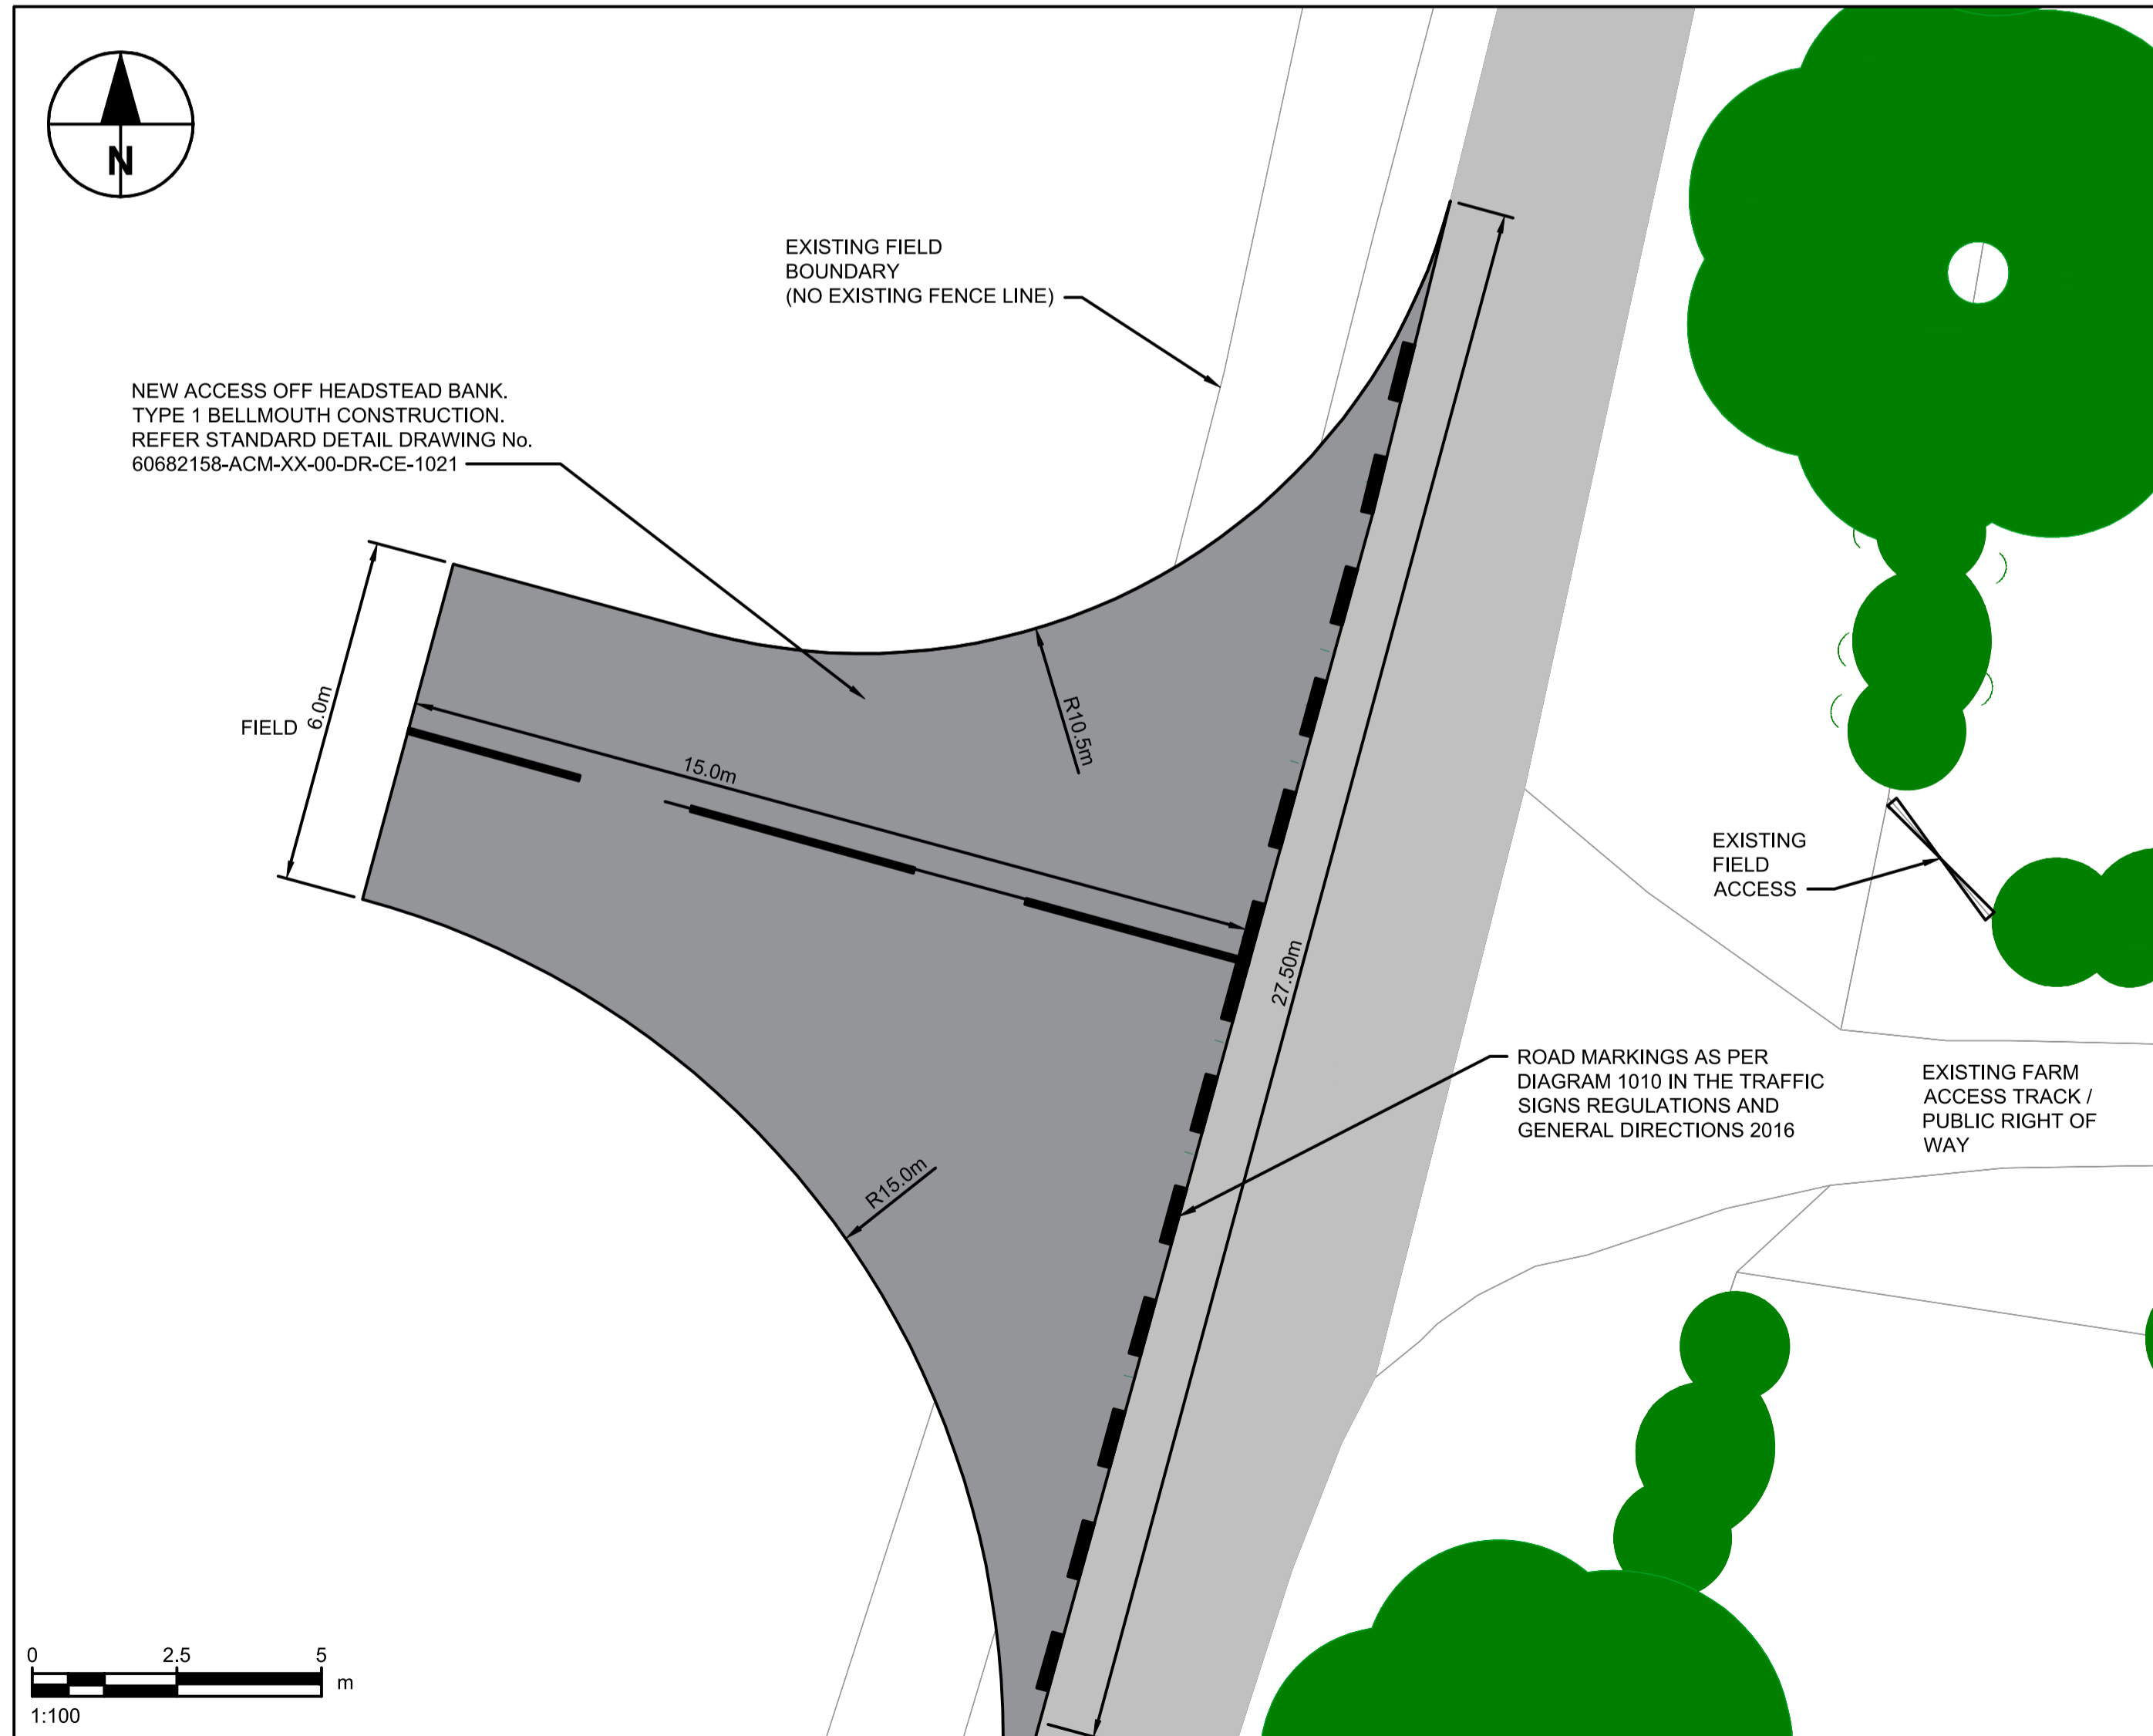 N
EXISTING FIELD
BOUNDARY
(NO EXISTING FENCE LINE)
NEW ACCESS OFF HEADSTEAD BANK.
TYPE 1 BELLMOUTH CONSTRUCTION.
REFER STANDARD DETAIL DRAWING No.
60682158-ACM-XX-00-DR-CE-1021
FIELD
6.0m
15.0m
R10.5m
27.50m
EXISTING
FIELD
ACCESS
ROAD MARKINGS AS PER
DIAGRAM 1010 IN THE TRAFFIC
SIGNS REGULATIONS AND
GENERAL DIRECTIONS 2016
EXISTING FARM
ACCESS TRACK /
PUBLIC RIGHT OF
WAY
R15.0m
0 2.5 5
m
1:100